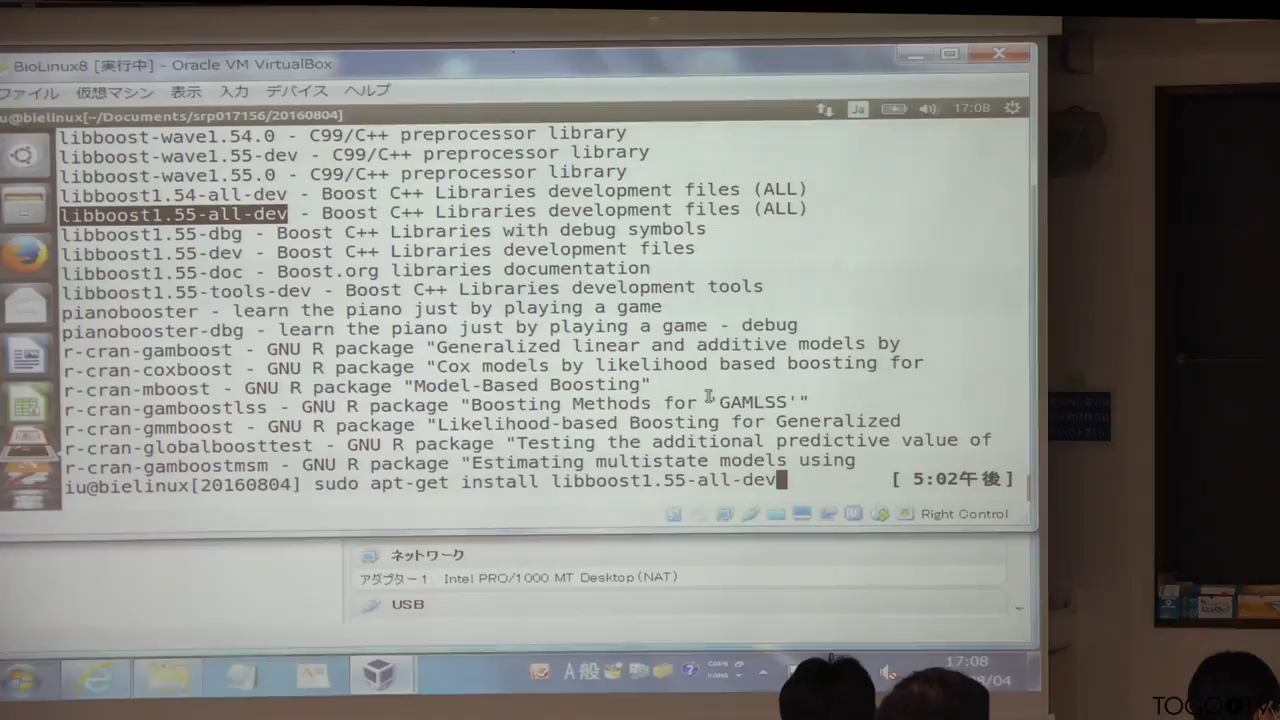 BioLinux8 [実行中] - Oracle VM VirtualBox
ファイル 仮想マシン 表示 入力 デバイス ヘルプ
u@bielinux[~/Documents/srp017156/20160804]
Ja 17:08
libboost-wave1.54.0 - C99/C++ preprocessor library
libboost-wave1.55-dev - C99/C++ preprocessor library
libboost-wave1.55.0 - C99/C++ preprocessor library
libboost1.54-all-dev - Boost C++ Libraries development files (ALL)
libboost1.55-all-dev - Boost C++ Libraries development files (ALL)
libboost1.55-dbg - Boost C++ Libraries with debug symbols
libboost1.55-dev - Boost C++ Libraries development files
libboost1.55-doc - Boost.org libraries documentation
libboost1.55-tools-dev - Boost C++ Libraries development tools
pianobooster - learn the piano just by playing a game
pianobooster-dbg - learn the piano just by playing a game - debug
r-cran-gamboost - GNU R package "Generalized linear and additive models by
r-cran-coxboost - GNU R package "Cox models by likelihood based boosting for
r-cran-mboost - GNU R package "Model-Based Boosting"
r-cran-gamboostlss - GNU R package "Boosting Methods for 'GAMLSS'"
r-cran-gmmboost - GNU R package "Likelihood-based Boosting for Generalized
r-cran-globalboosttest - GNU R package "Testing the additional predictive value of
r-cran-gamboostmsm - GNU R package "Estimating multistate models using
iu@bielinux[20160804] sudo apt-get install libboost1.55-all-dev [ 5:02午後]
Right Control
ネットワーク
アダプター 1 Intel PRO/1000 MT Desktop (NAT)
USB
A般 CAPS KANA 17:08
/04
TOGO TV